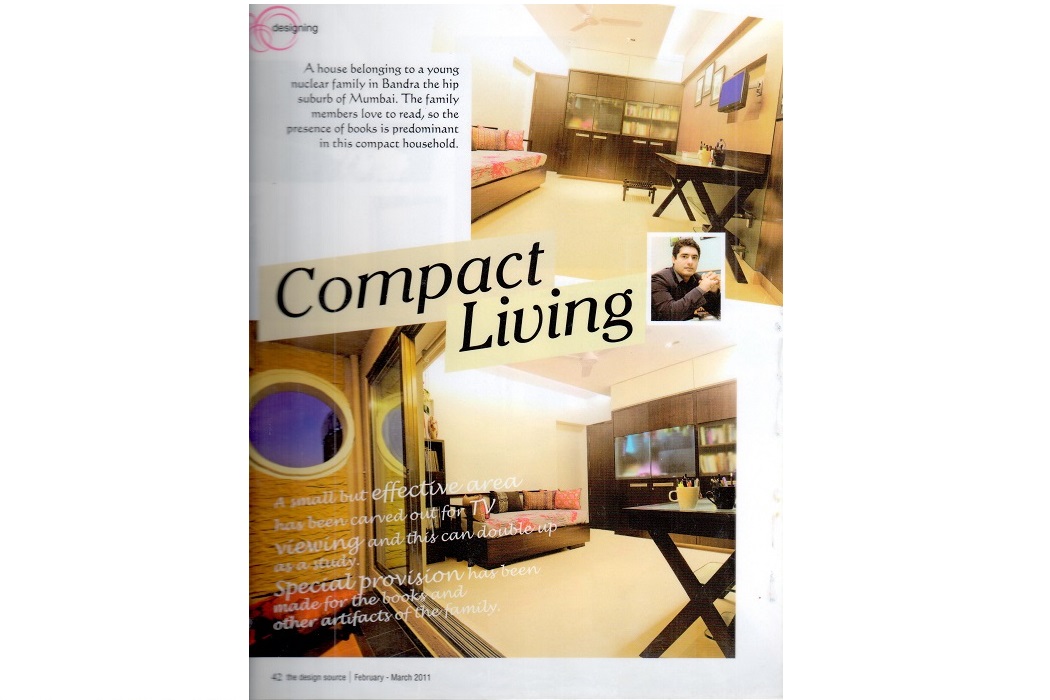 designing
A house belonging to a young
nuclear family in Bandra the hip
suburb of Mumbai. The family
members love to read, so the
presence of books is predominant
in this compact household.
Compact
Living
A small but effective area
has been carved out for TV
viewing and this can double up
as a study.
Special provision has been
made for the books and
other artifacts of the family.
42 the design source | February - March 2011